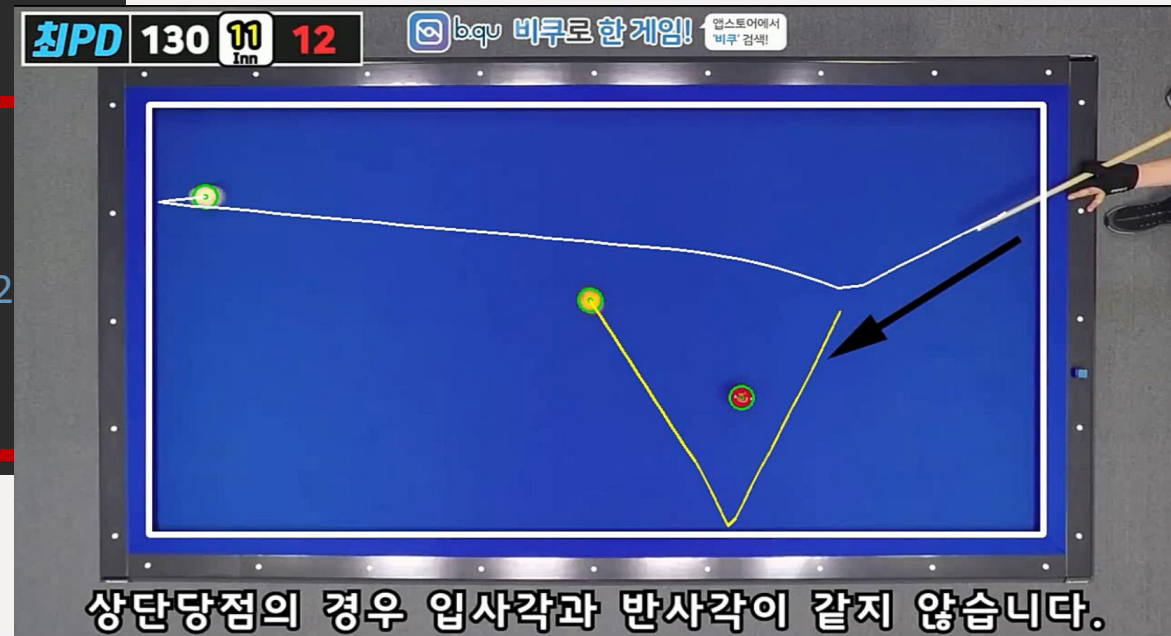 최PD 130 11 12
Inn
b.qu 비쿠로 한 게임!
앱스토어에서
'비쿠' 검색!
2
상단당점의 경우 입사각과 반사각이 같지 않습니다.